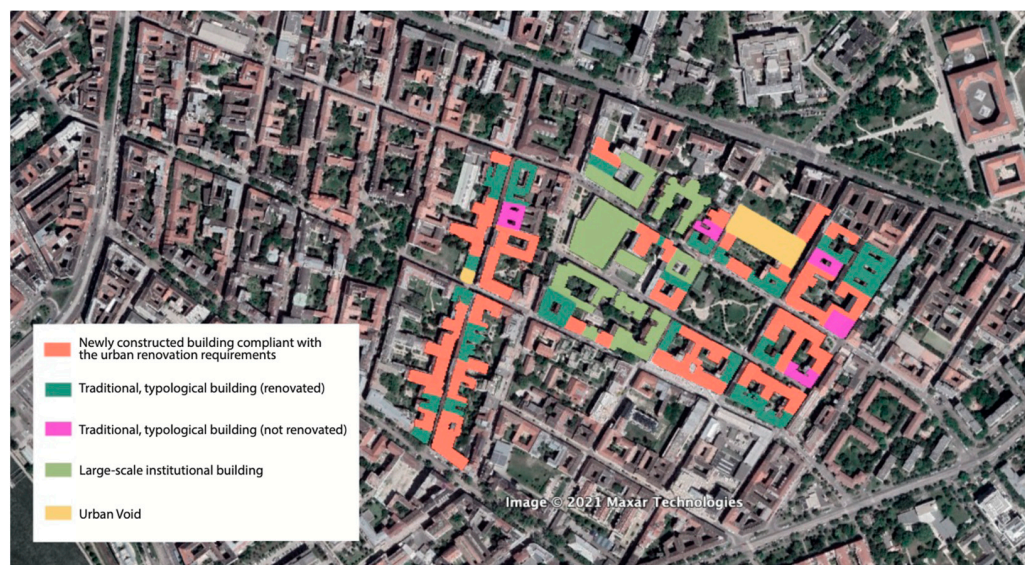 Newly constructed building compliant with
the urban renovation requirements
Traditional, typological building (renovated)
Traditional, typological building (not renovated)
Large-scale institutional building
Urban Void
Image © 2021 Maxar Technologies